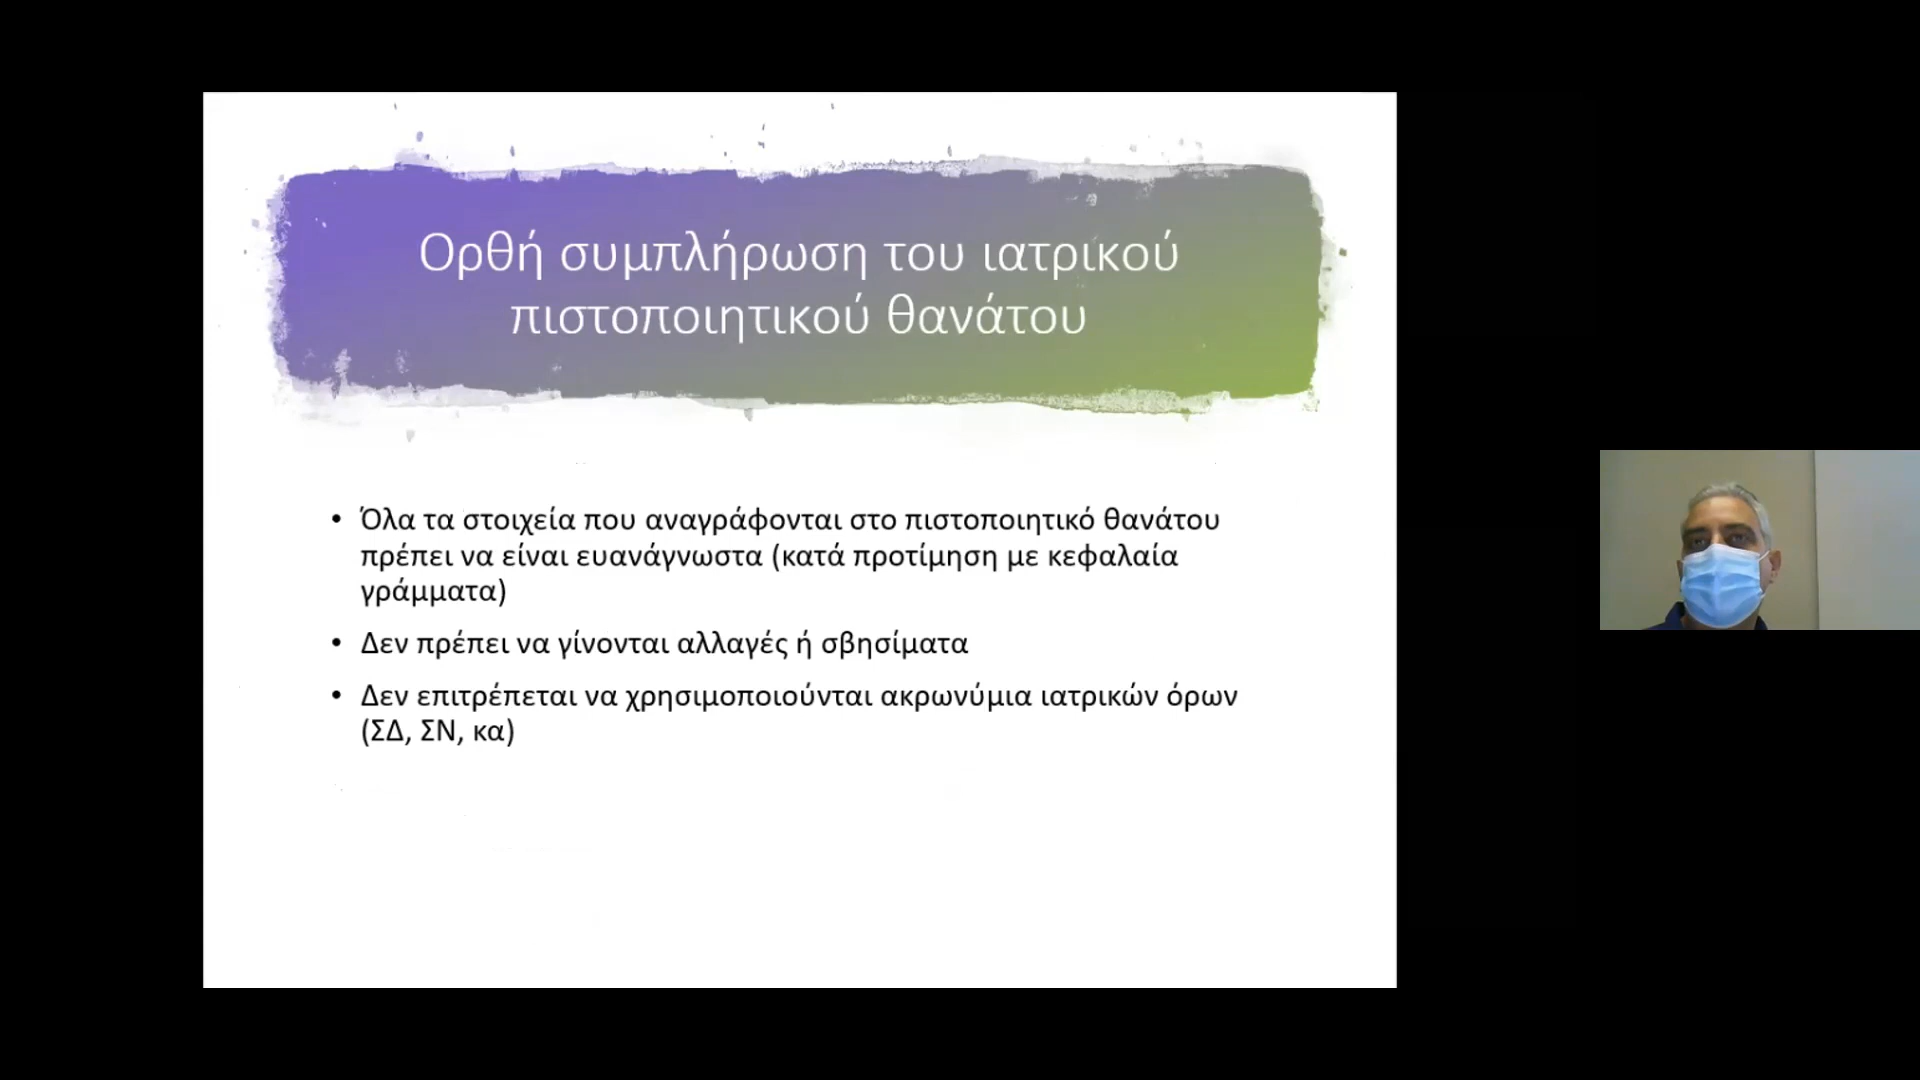 Ορθή συμπλήρωση του ιατρικού
πιστοποιητικού θανάτου
• Όλα τα στοιχεία που αναγράφονται στο πιστοποιητικό θανάτου
πρέπει να είναι ευανάγνωστα (κατά προτίμηση με κεφαλαία
γράμματα)
• Δεν πρέπει να γίνονται αλλαγές ή σβησίματα
• Δεν επιτρέπεται να χρησιμοποιούνται ακρωνύμια ιατρικών όρων
(ΣΔ, ΣΝ, κα)